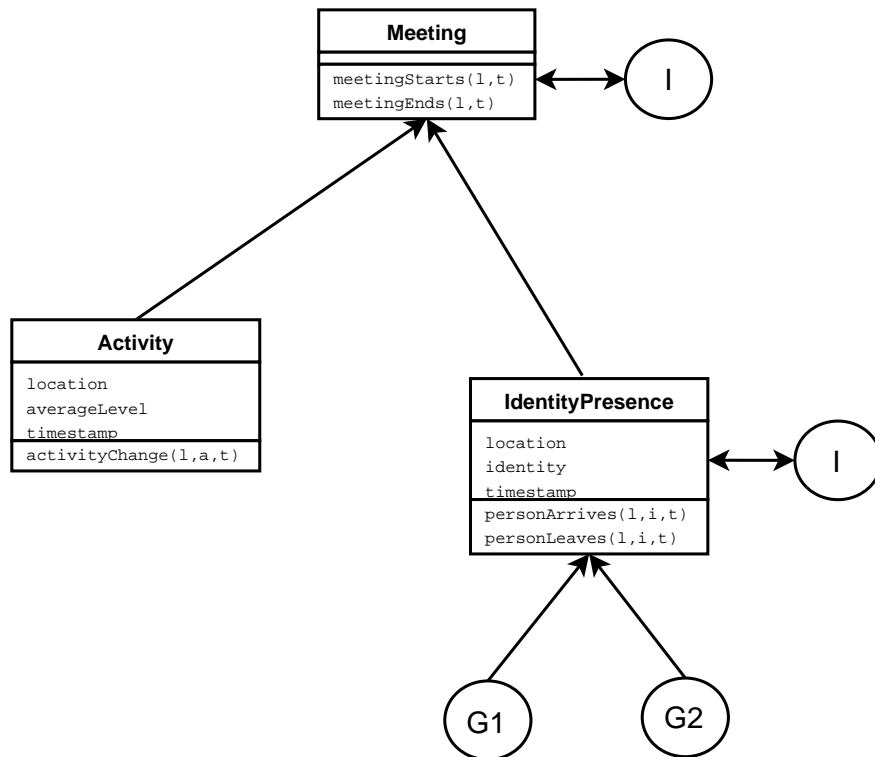 Meeting
meetingStarts(l,t)
meetingEnds(l,t)
I
Activity
location
averageLevel
timestamp
activityChange(l,a,t)
IdentityPresence
location
identity
timestamp
personArrives(l,i,t)
personLeaves(l,i,t)
I
G1
G2